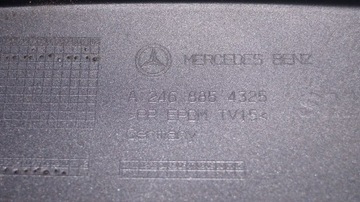 MERCEDES BENZ
A 246 885 4325
>PP EPDM TV15<
Germany